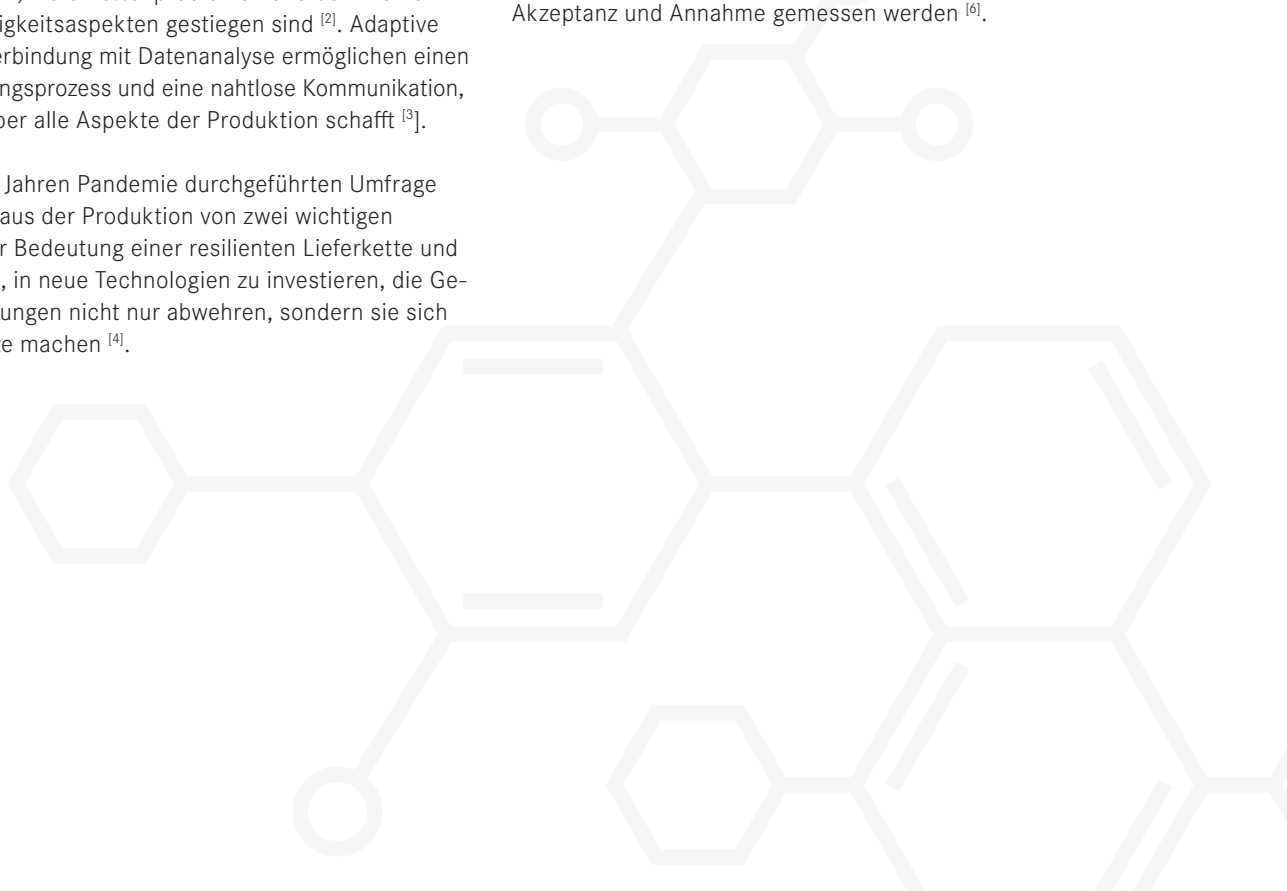 igkeitsaspekten gestiegen sind [2]. Adaptive
erbindung mit Datenanalyse ermöglichen einen
ngsprozess und eine nahtlose Kommunikation,
ber alle Aspekte der Produktion schafft [3].
Jahren Pandemie durchgeführten Umfrage
aus der Produktion von zwei wichtigen
r Bedeutung einer resilienten Lieferkette und
, in neue Technologien zu investieren, die Ge-
ungen nicht nur abwehren, sondern sie sich
te machen [4].
Akzeptanz und Annahme gemessen werden [6].